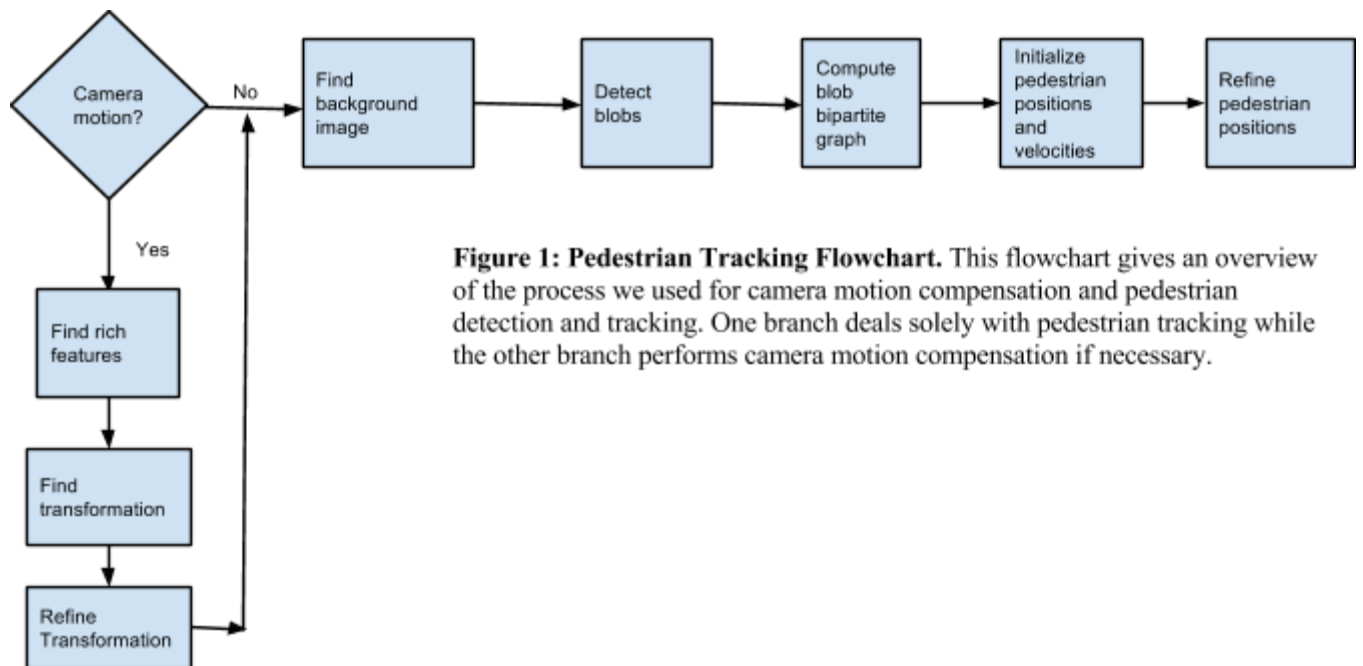 Camera
motion?
No
Find
background
image
Detect
blobs
Compute
blob
bipartite
graph
Initialize
pedestrian
positions
and
velocities
Refine
pedestrian
positions
Yes
Find rich
features
Find
transformation
Refine
Transformation
Figure 1: Pedestrian Tracking Flowchart. This flowchart gives an overview
of the process we used for camera motion compensation and pedestrian
detection and tracking. One branch deals solely with pedestrian tracking while
the other branch performs camera motion compensation if necessary.